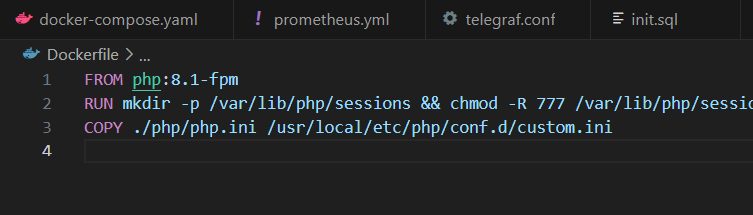 docker-compose.yaml ! prometheus.yml telegraf.conf init.sql
Dockerfile > ...
1 FROM php:8.1-fpm
2 RUN mkdir -p /var/lib/php/sessions && chmod -R 777 /var/lib/php/sessio
3 COPY ./php/php.ini /usr/local/etc/php/conf.d/custom.ini
4